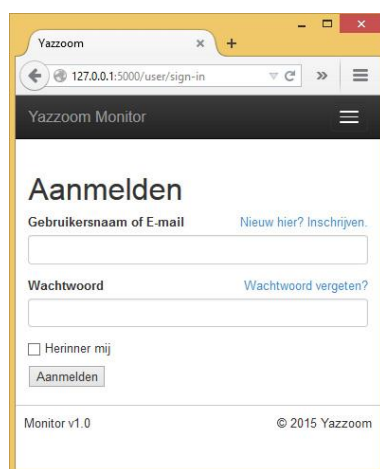 Yazzoom
127.0.0.1:5000/user/sign-in
Yazzoom Monitor
Aanmelden
Gebruikersnaam of E-mail Nieuw hier? Inschrijven.
Wachtwoord Wachtwoord vergeten?
Herinner mij
Aanmelden
Monitor v1.0 © 2015 Yazzoom